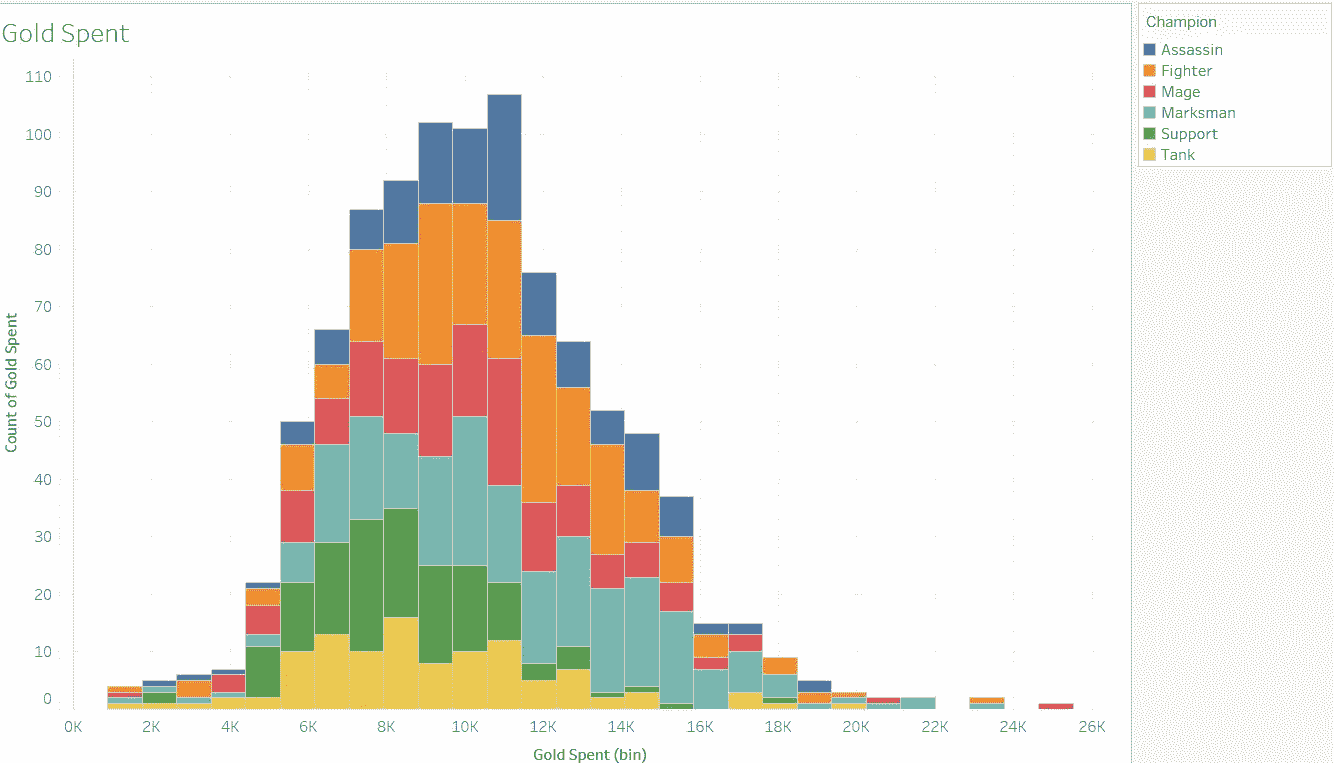 Gold Spent
Champion
Assassin
Fighter
Mage
Marksman
Support
Tank
Count of Gold Spent
110
100
90
80
70
60
50
40
30
20
10
0
0K 2K 4K 6K 8K 10K 12K 14K 16K 18K 20K 22K 24K 26K
Gold Spent (bin)